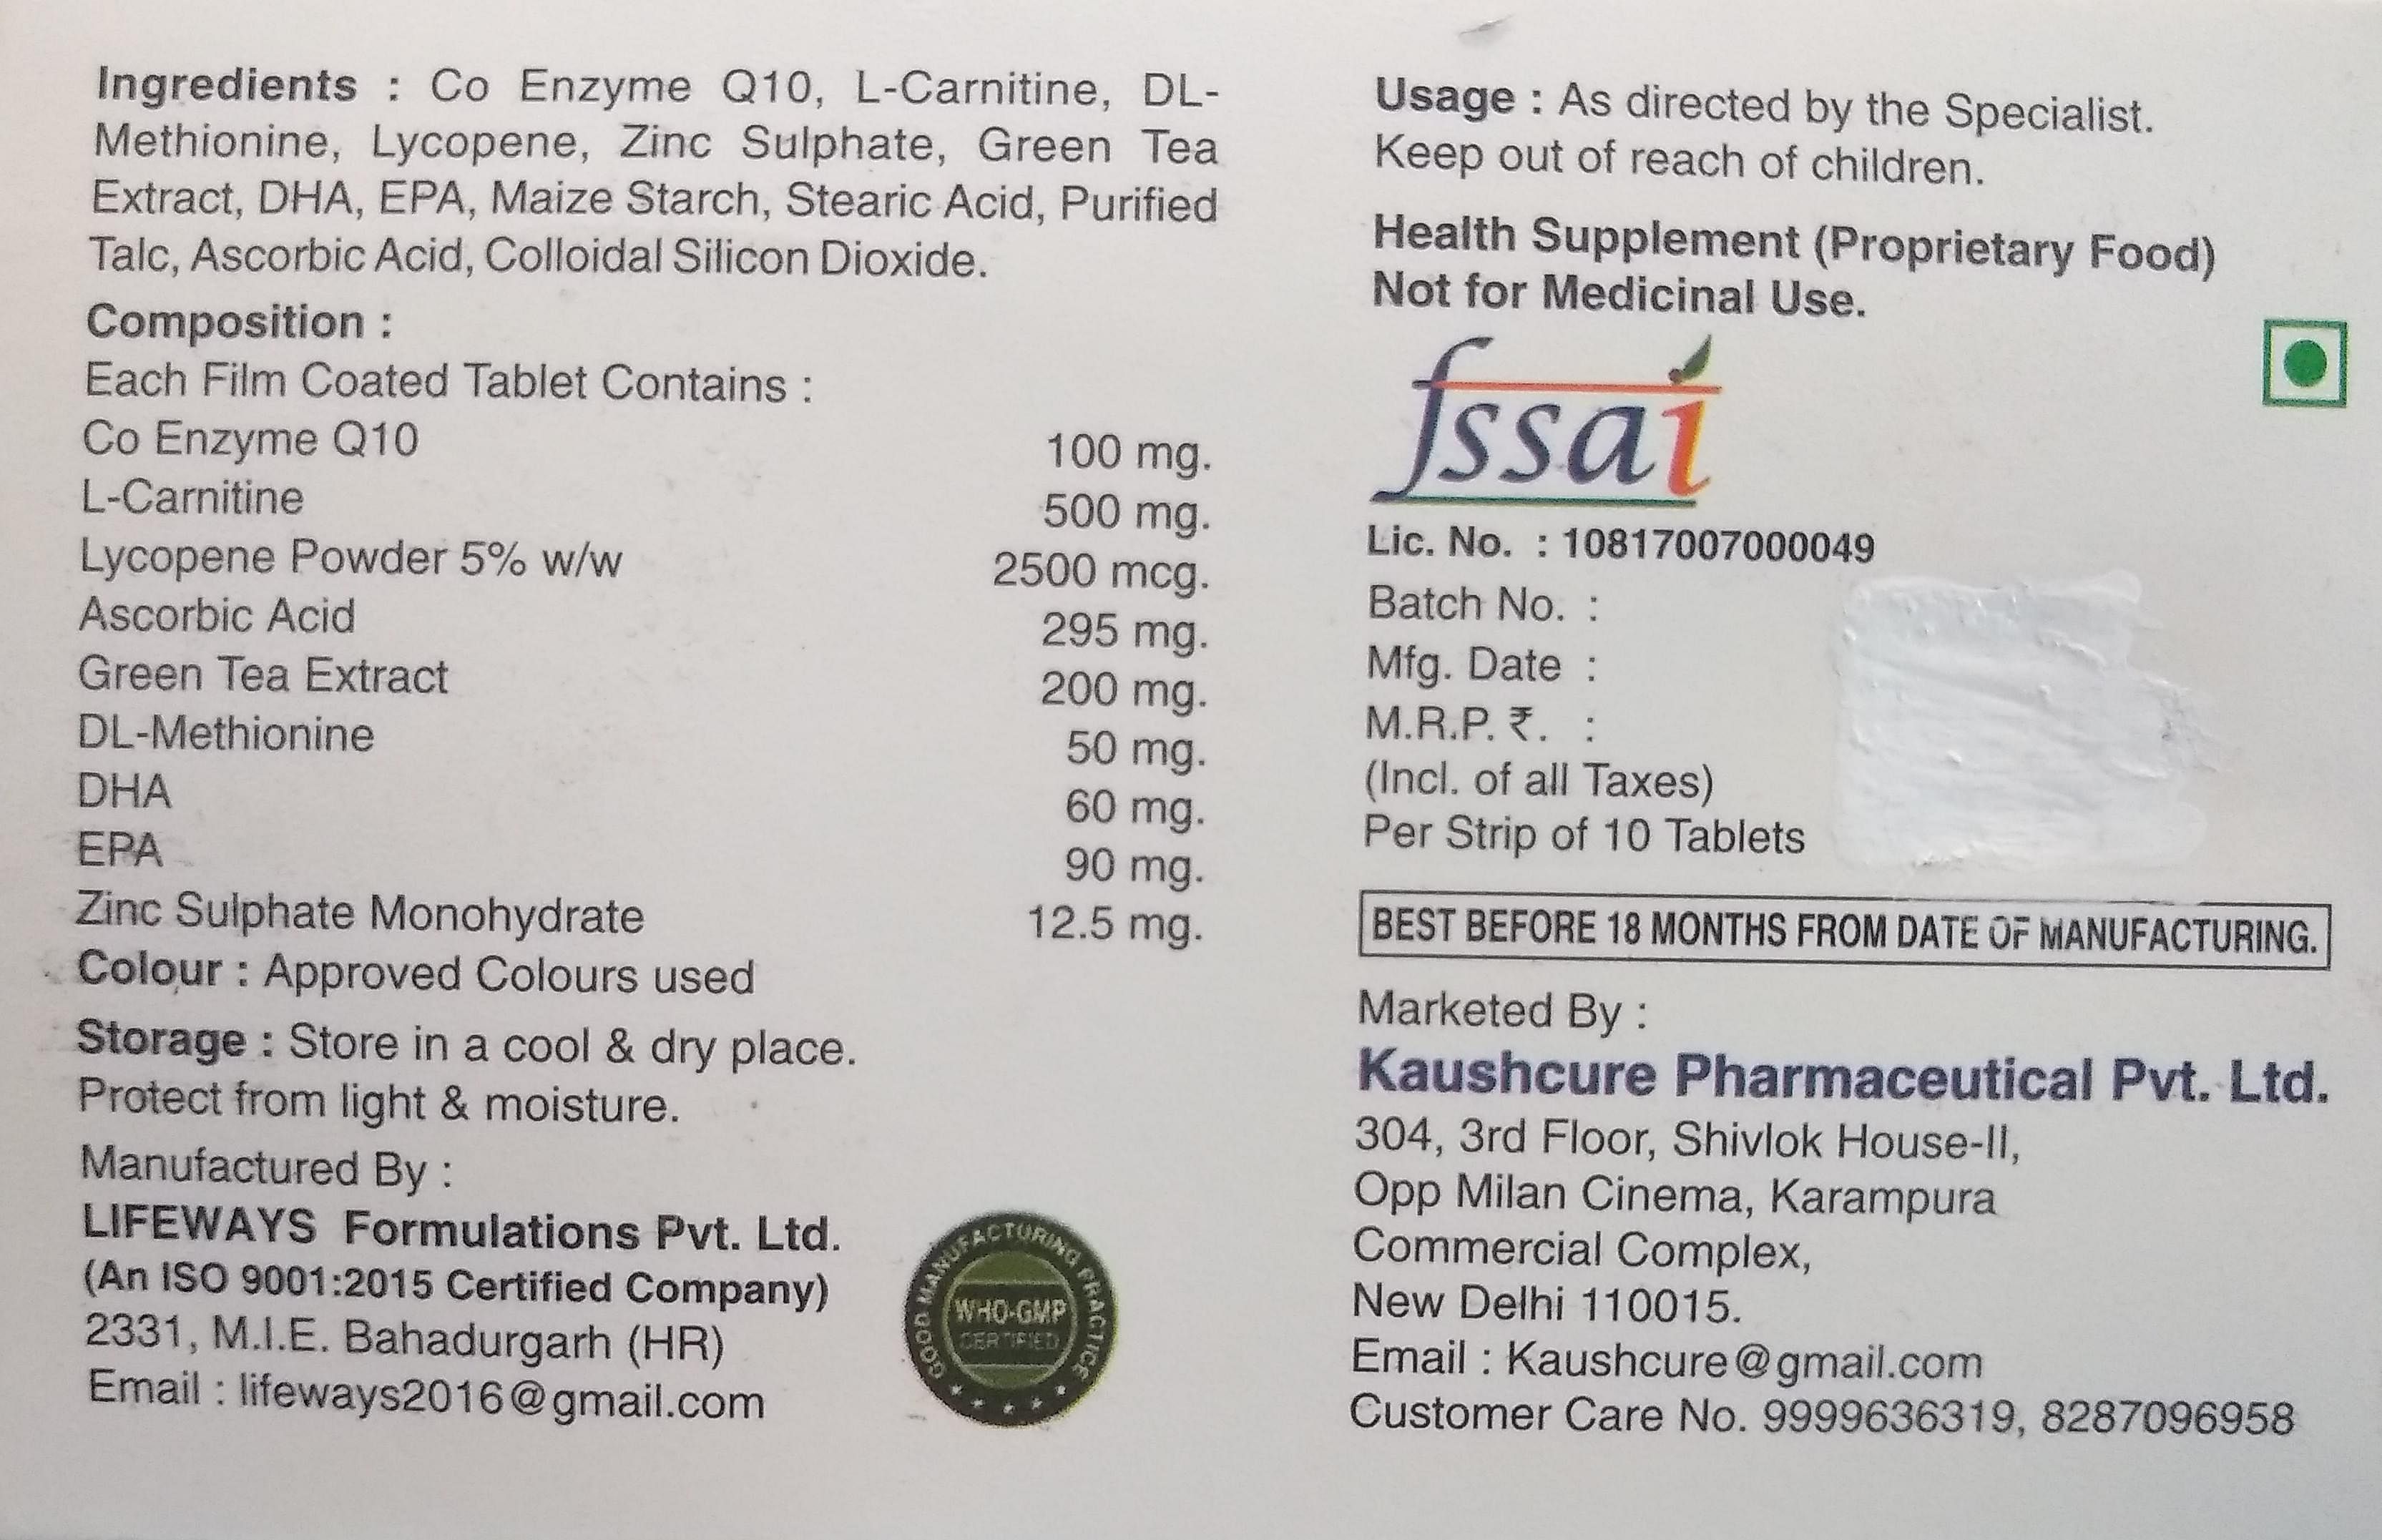 Ingredients : Co Enzyme Q10, L-Carnitine, DL-
Methionine, Lycopene, Zinc Sulphate, Green Tea
Extract, DHA, EPA, Maize Starch, Stearic Acid, Purified
Talc, Ascorbic Acid, Colloidal Silicon Dioxide.
Composition :
Each Film Coated Tablet Contains :
Co Enzyme Q10 100 mg.
L-Carnitine 500 mg.
Lycopene Powder 5% w/w 2500 mcg.
Ascorbic Acid 295 mg.
Green Tea Extract 200 mg.
DL-Methionine 50 mg.
DHA 60 mg.
EPA 90 mg.
Zinc Sulphate Monohydrate 12.5 mg.
Colour : Approved Colours used
Storage : Store in a cool & dry place.
Protect from light & moisture.
Manufactured By :
LIFEWAYS Formulations Pvt. Ltd.
(An ISO 9001:2015 Certified Company)
2331, M.I.E. Bahadurgarh (HR)
Email : lifeways2016@gmail.com
GOOD MANUFACTURING PRACTICE
WHO-GMP
CERTIFIED
Usage : As directed by the Specialist.
Keep out of reach of children.
Health Supplement (Proprietary Food)
Not for Medicinal Use.
fssai
Lic. No. : 10817007000049
Batch No. :
Mfg. Date :
M.R.P. ₹. :
(Incl. of all Taxes)
Per Strip of 10 Tablets
BEST BEFORE 18 MONTHS FROM DATE OF MANUFACTURING.
Marketed By :
Kaushcure Pharmaceutical Pvt. Ltd.
304, 3rd Floor, Shivlok House-II,
Opp Milan Cinema, Karampura
Commercial Complex,
New Delhi 110015.
Email : Kaushcure@gmail.com
Customer Care No. 9999636319, 8287096958